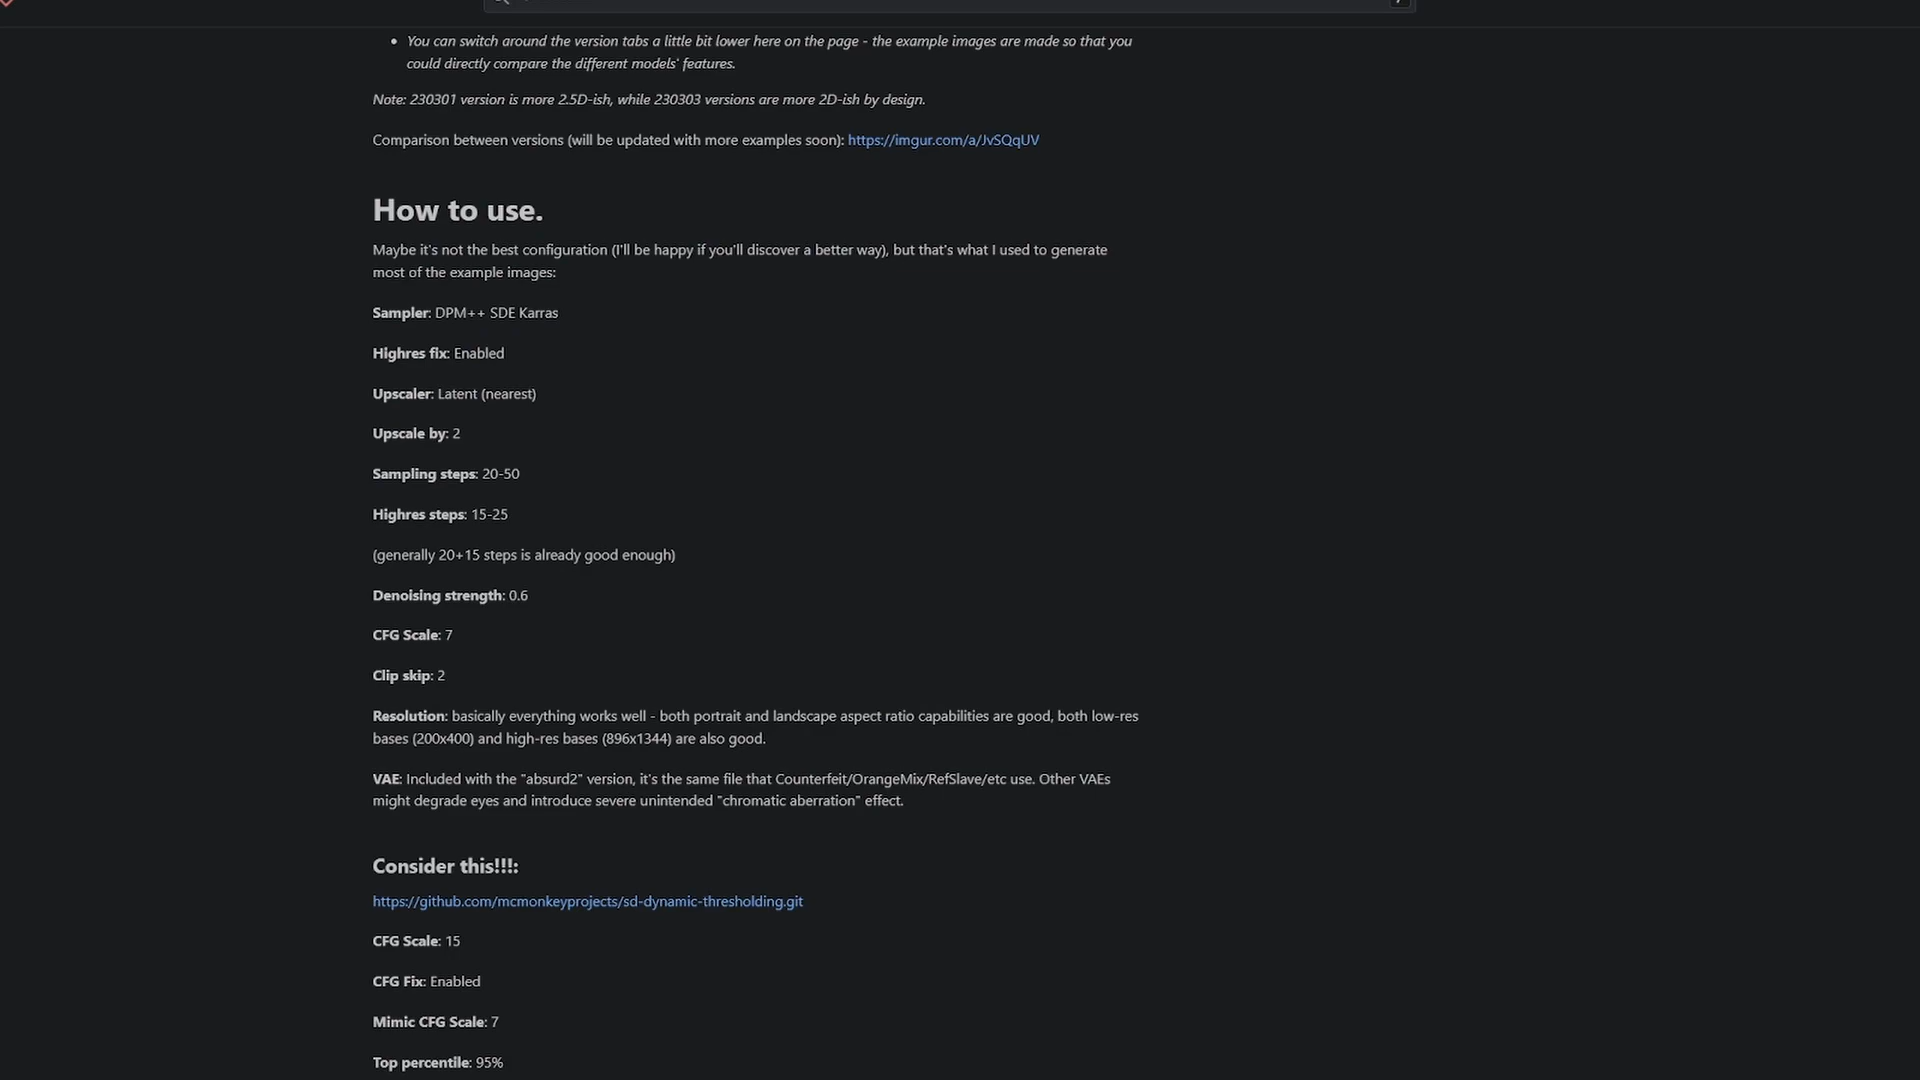 • You can switch around the version tabs a little bit lower here on the page - the example images are made so that you
could directly compare the different models' features.
Note: 230301 version is more 2.5D-ish, while 230303 versions are more 2D-ish by design.
Comparison between versions (will be updated with more examples soon): https://imgur.com/a/JvSQqUV
How to use.
Maybe it's not the best configuration (I'll be happy if you'll discover a better way), but that's what I used to generate
most of the example images:
Sampler: DPM++ SDE Karras
Highres fix: Enabled
Upscaler: Latent (nearest)
Upscale by: 2
Sampling steps: 20-50
Highres steps: 15-25
(generally 20+15 steps is already good enough)
Denoising strength: 0.6
CFG Scale: 7
Clip skip: 2
Resolution: basically everything works well - both portrait and landscape aspect ratio capabilities are good, both low-res
bases (200x400) and high-res bases (896x1344) are also good.
VAE: Included with the "absurd2" version, it's the same file that Counterfeit/OrangeMix/RefSlave/etc use. Other VAEs
might degrade eyes and introduce severe unintended "chromatic aberration" effect.
Consider this!!!:
https://github.com/mcmonkeyprojects/sd-dynamic-thresholding.git
CFG Scale: 15
CFG Fix: Enabled
Mimic CFG Scale: 7
Top percentile: 95%